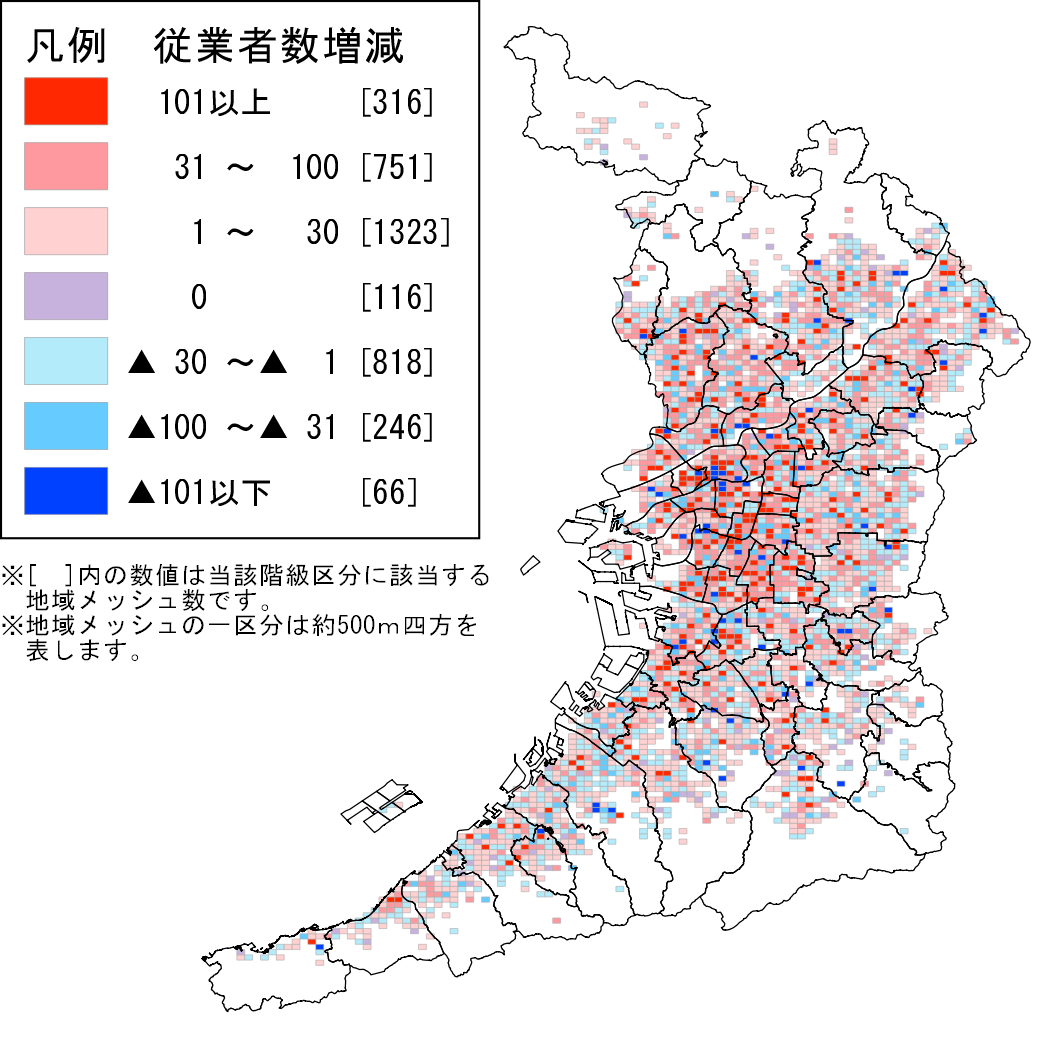 凡例 従業者数増減
101以上 [316]
31 ～ 100 [751]
1 ～ 30 [1323]
0 [116]
▲ 30 ～▲ 1 [818]
▲100 ～▲ 31 [246]
▲101以下 [66]
※[ ]内の数値は当該階級区分に該当する
地域メッシュ数です。
※地域メッシュの一区分は約500m四方を
表します。